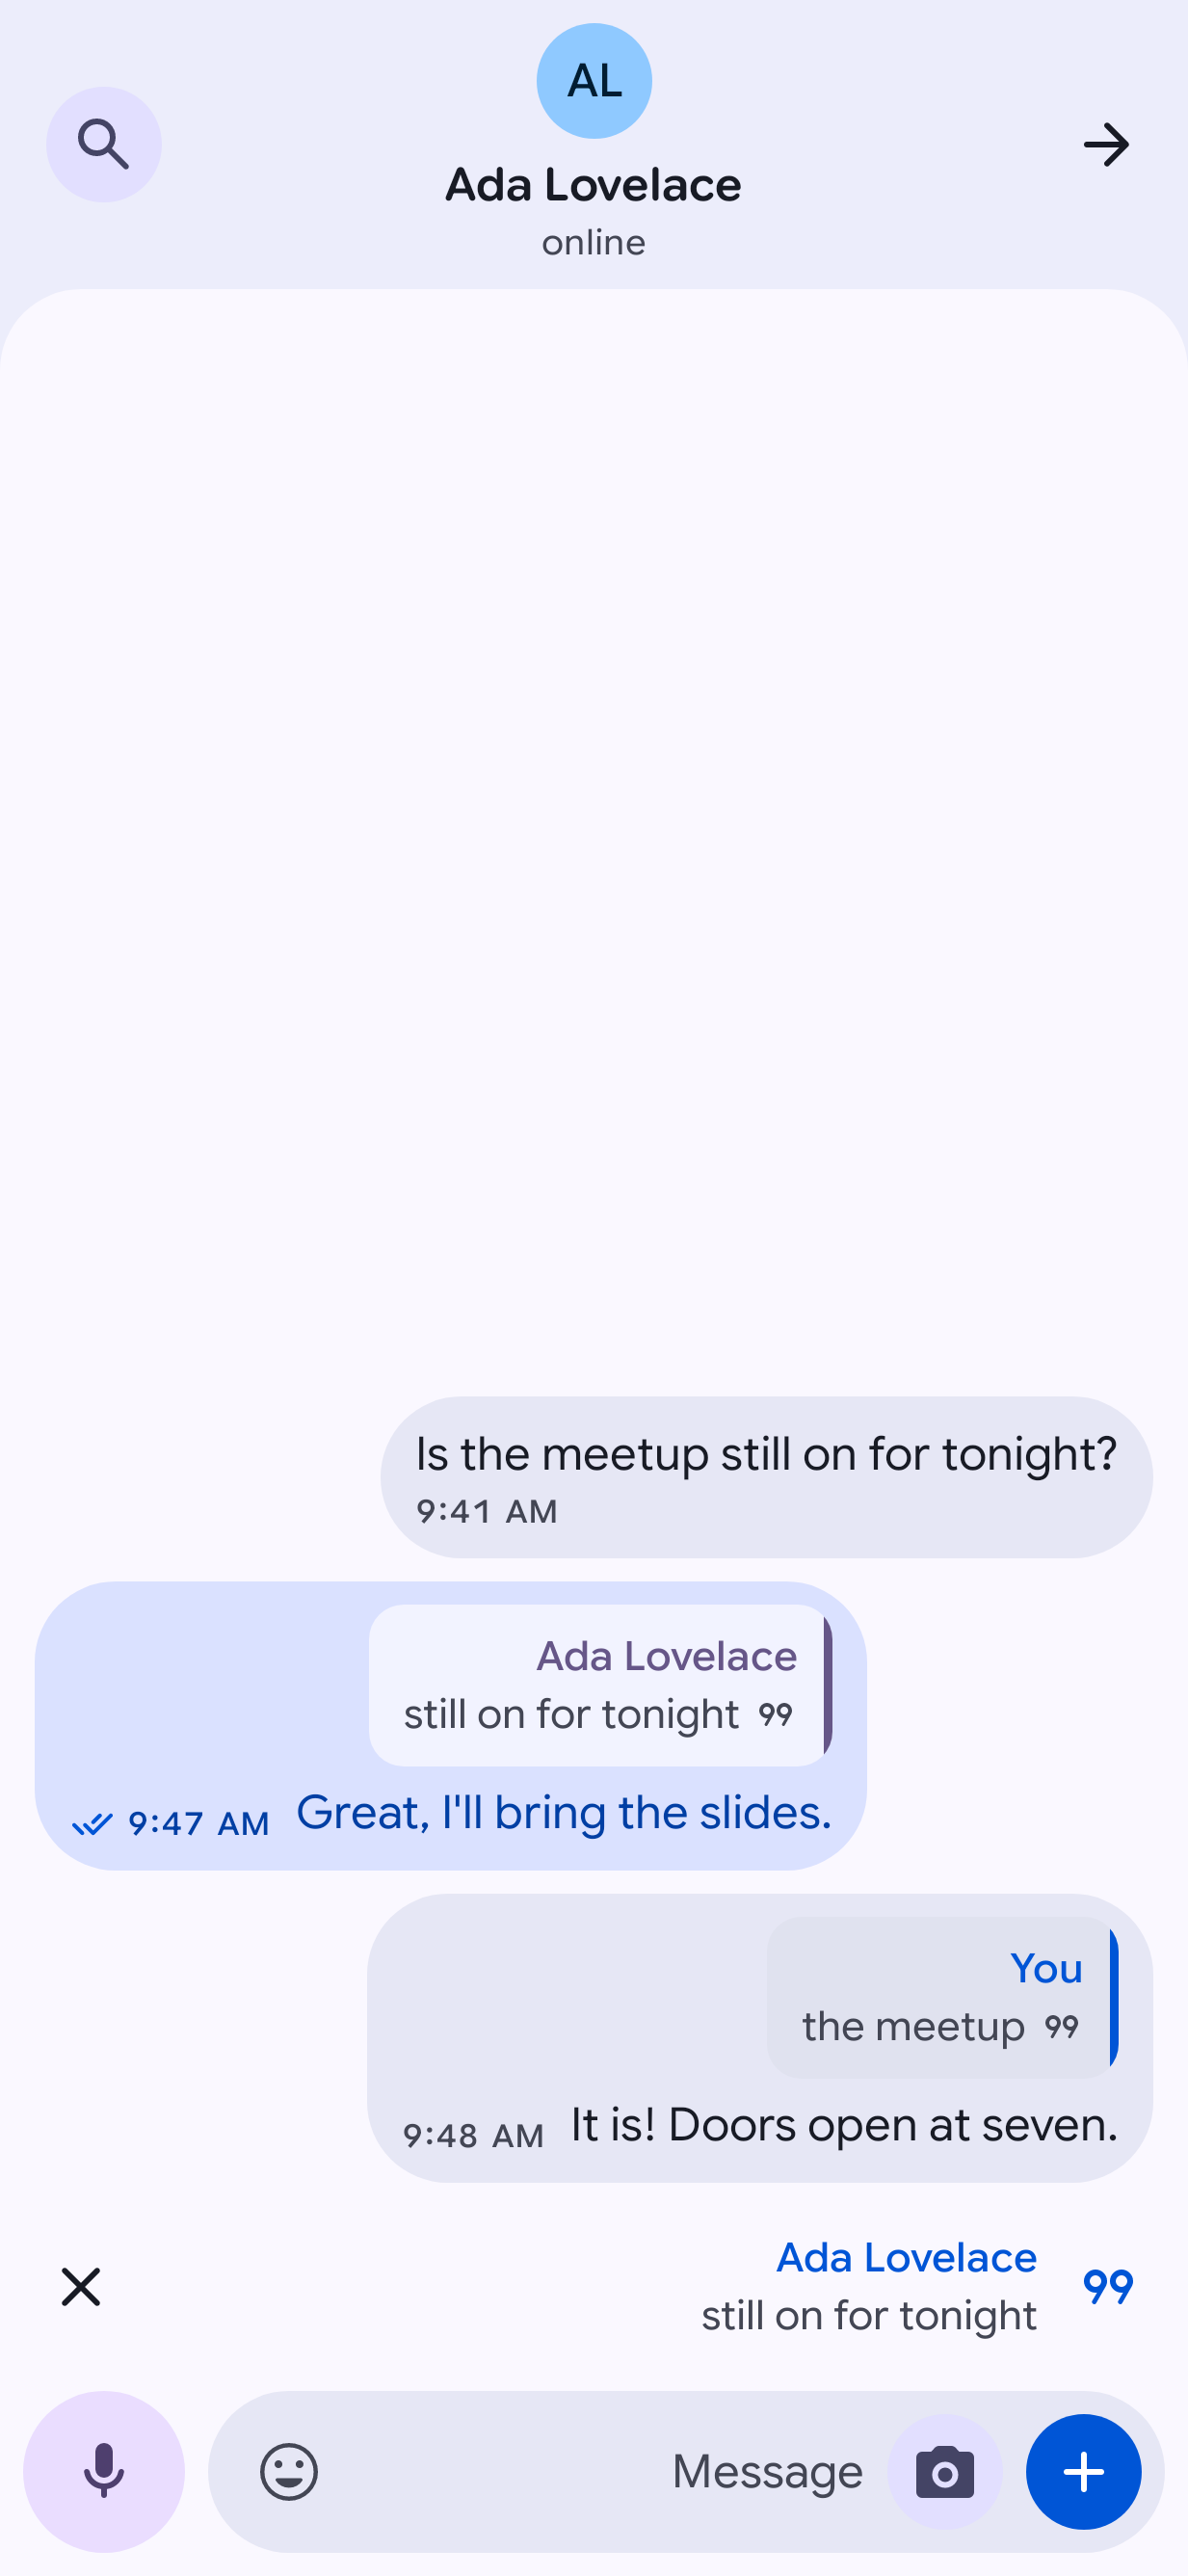 AL
Ada Lovelace
online
Is the meetup still on for tonight?
9:41 AM
Ada Lovelace
still on for tonight
Great, I'll bring the slides.
9:47 AM
You
the meetup
It is! Doors open at seven.
9:48 AM
Ada Lovelace
still on for tonight
Message